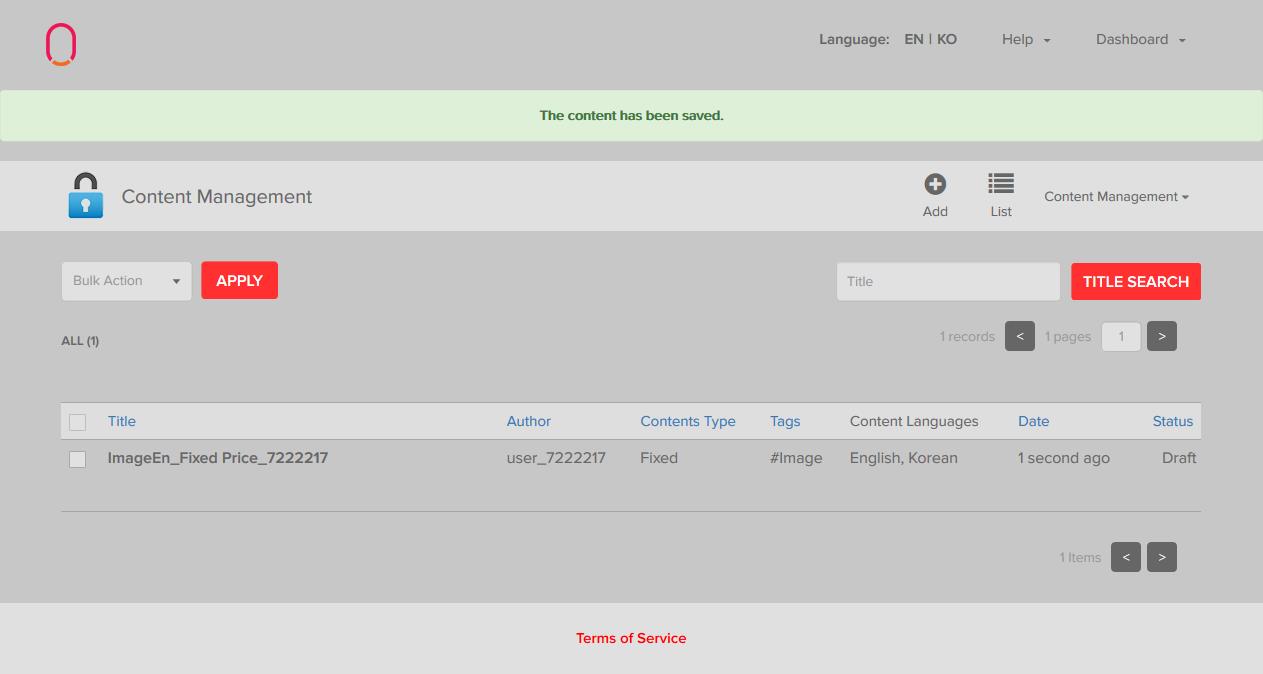 Language: EN | KO Help Dashboard
The content has been saved.
Content Management Add List Content Management
Bulk Action APPLY Title TITLE SEARCH
ALL (1) 1 records < 1 pages 1 >
Title Author Contents Type Tags Content Languages Date Status
ImageEn_Fixed Price_7222217 user_7222217 Fixed #Image English, Korean 1 second ago Draft
1 Items < >
Terms of Service